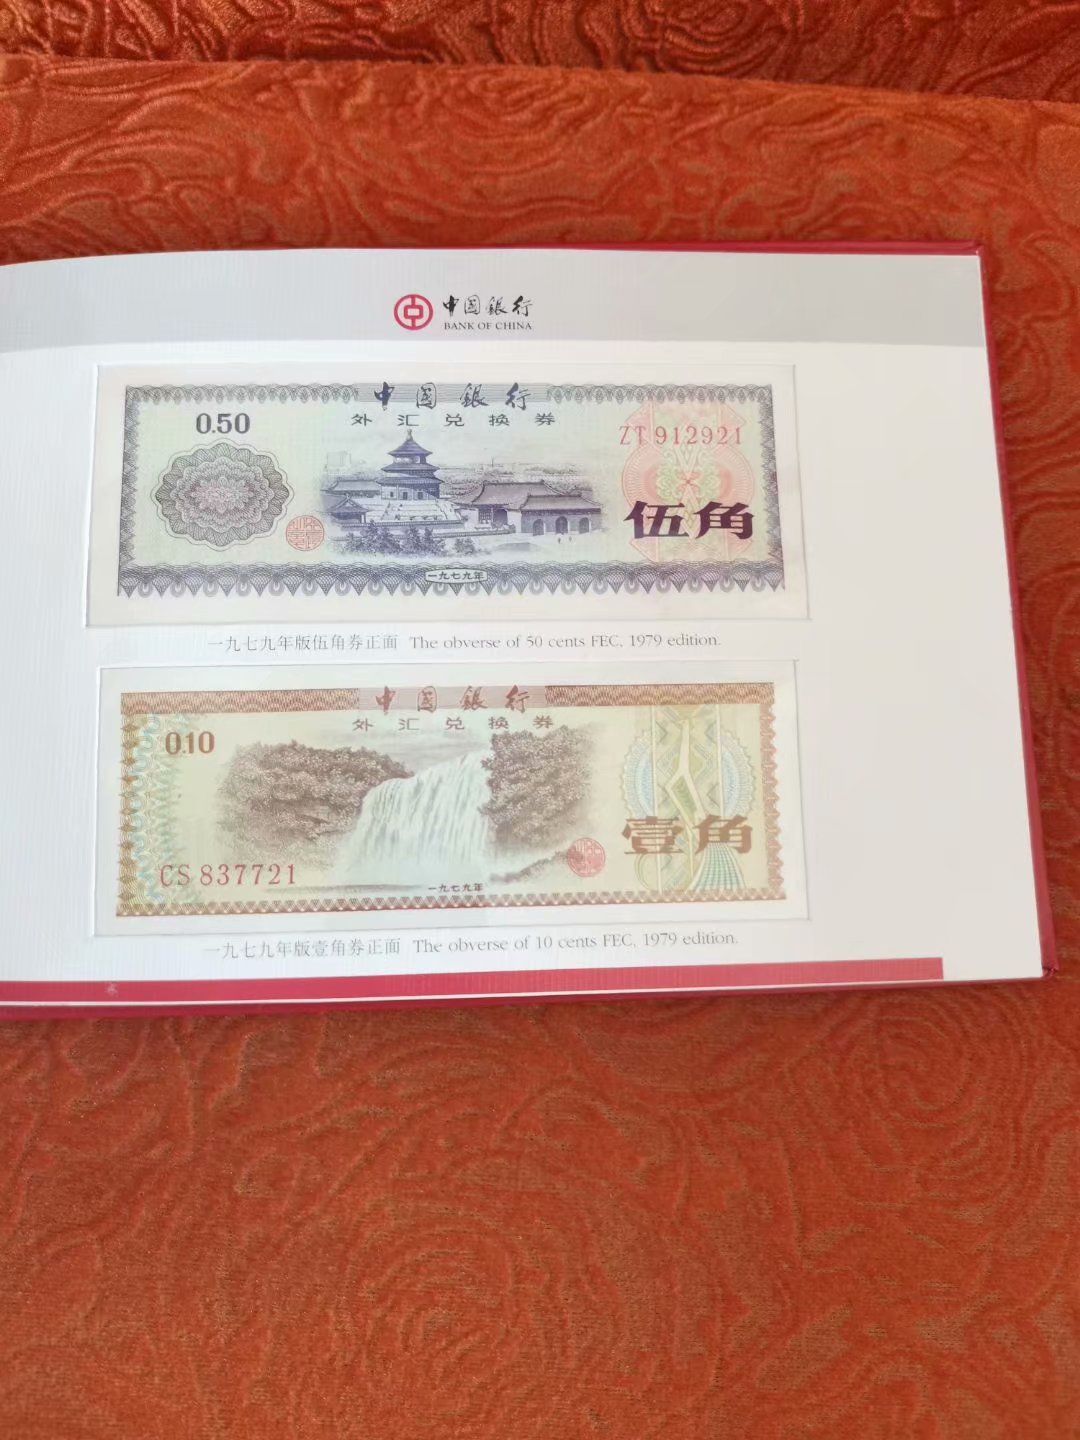 中国銀行
BANK OF CHINA
中国銀行
外汇兑换券
0.50
ZT 912921
伍角
一九七九年
一九七九年版伍角券正面 The obverse of 50 cents FEC, 1979 edition.
中国銀行
外汇兑换券
0.10
壹角
CS 837721
一九七九年
一九七九年版壹角券正面 The obverse of 10 cents FEC, 1979 edition.